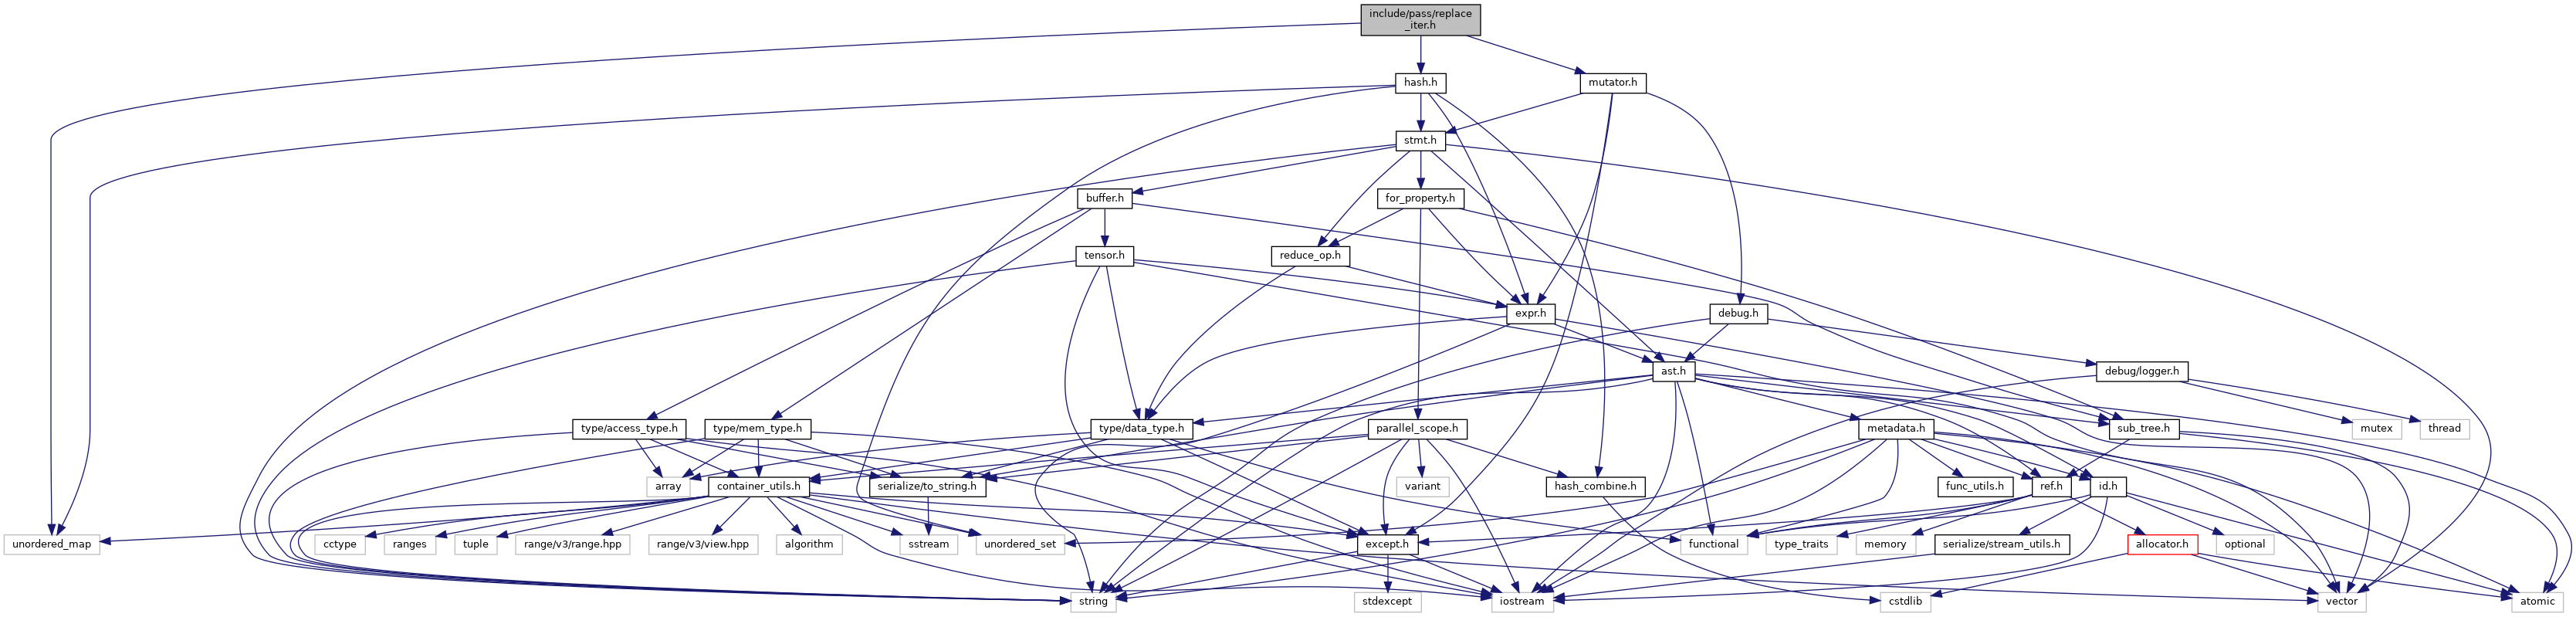 include/pass/replace
_iter.h
hash.h
mutator.h
stmt.h
buffer.h
for_property.h
tensor.h
reduce_op.h
expr.h
debug.h
ast.h
debug/logger.h
type/access_type.h
type/mem_type.h
type/data_type.h
parallel_scope.h
metadata.h
sub_tree.h
mutex
thread
array
container_utils.h
serialize/to_string.h
variant
hash_combine.h
func_utils.h
ref.h
id.h
unordered_map
cctype
ranges
tuple
range/v3/range.hpp
range/v3/view.hpp
algorithm
sstream
unordered_set
except.h
functional
type_traits
memory
serialize/stream_utils.h
allocator.h
optional
string
stdexcept
iostream
cstdlib
vector
atomic